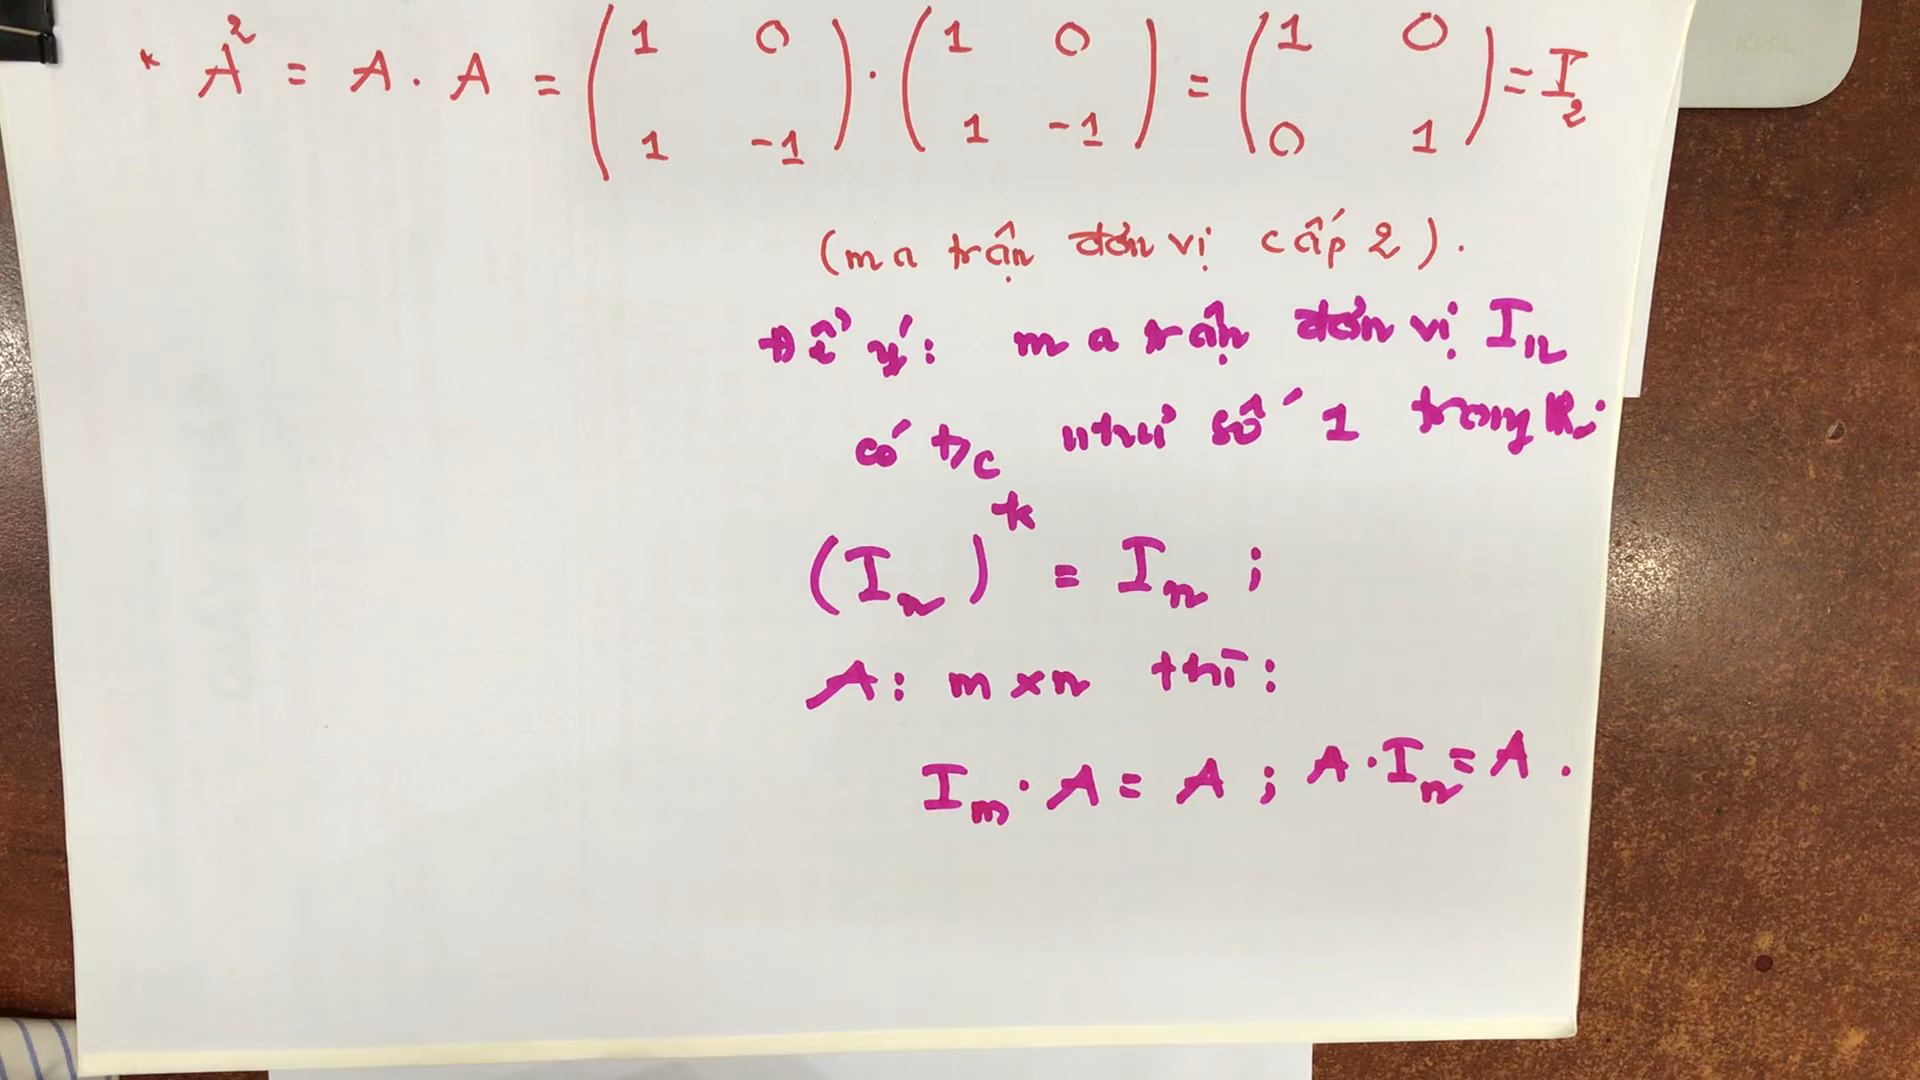 * A² = A . A = (1 0 1 -1) . (1 0 1 -1) = (1 0 0 1) = I₂
(ma trận đơn vị cấp 2).
Để ý: ma trận đơn vị Iₙ
có t/c như số 1 trong ℝ:
(Iₙ)ᵏ = Iₙ ;
A: m×n thì:
Iₘ . A = A ; A . Iₙ = A .